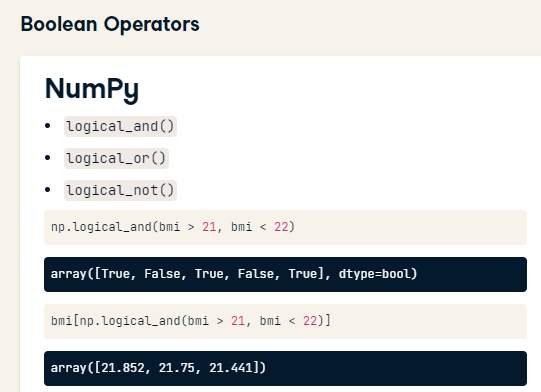 Boolean Operators
NumPy
• logical_and()
• logical_or()
• logical_not()
np.logical_and(bmi > 21, bmi < 22)
array([True, False, True, False, True], dtype=bool)
bmi[np.logical_and(bmi > 21, bmi < 22)]
array([21.852, 21.75, 21.441])